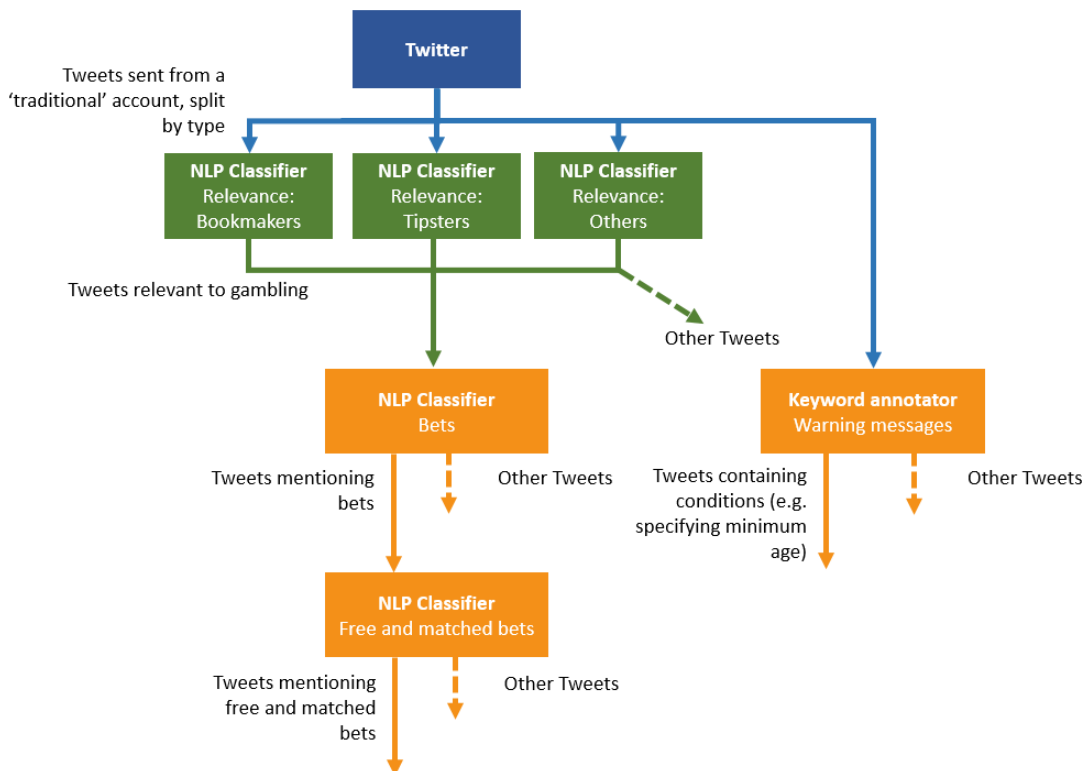 Twitter
Tweets sent from a
‘traditional’ account, split
by type
NLP Classifier
Relevance:
Bookmakers
NLP Classifier
Relevance:
Tipsters
NLP Classifier
Relevance:
Others
Tweets relevant to gambling
Other Tweets
NLP Classifier
Bets
Keyword annotator
Warning messages
Tweets mentioning
bets
Other Tweets
Tweets containing
conditions (e.g.
specifying minimum
age)
Other Tweets
NLP Classifier
Free and matched bets
Tweets mentioning
free and matched
bets
Other Tweets